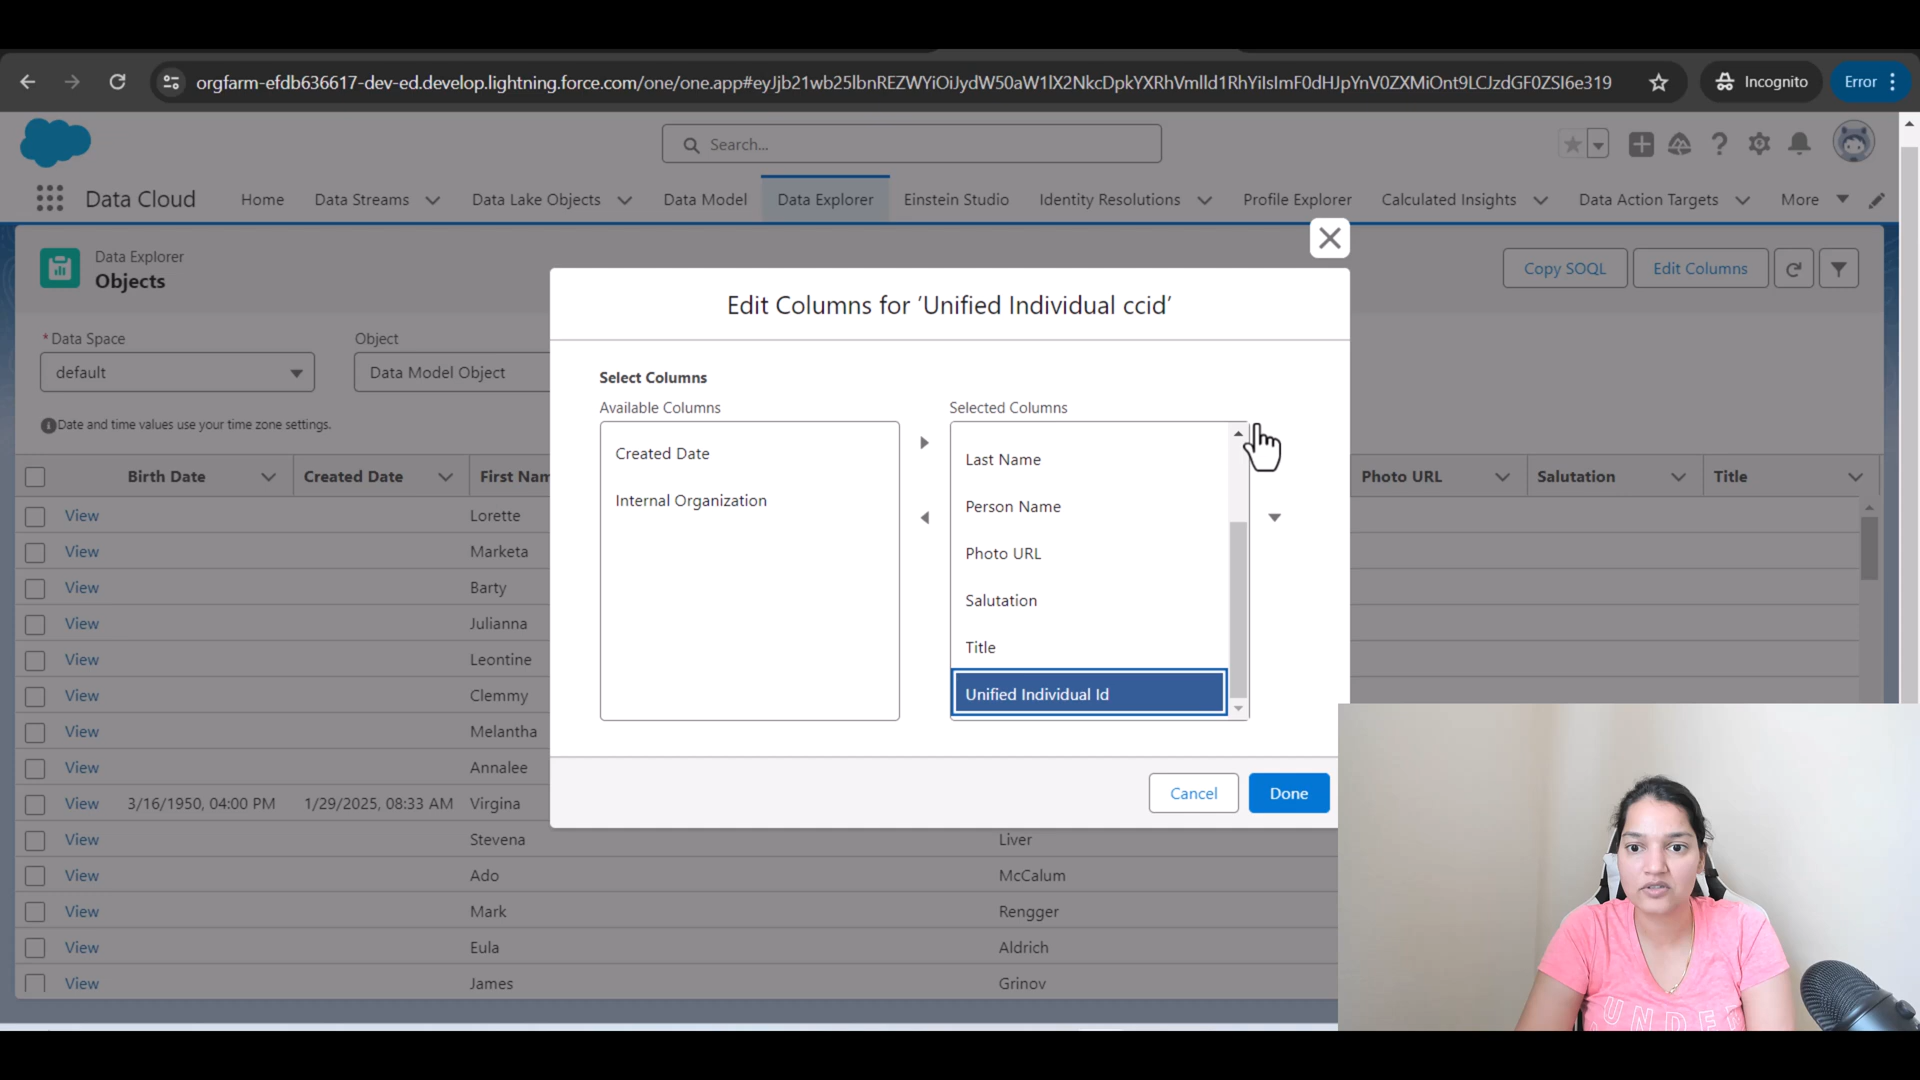 orgfarm-efdb636617-dev-ed.develop.lightning.force.com/one/one.app#eyJjb21wb25lbnREZWYiOiJydW50aW1lX2NkcDpkYXRhVmlld1RhYiIsImF0dHJpYnV0ZXMiOnt9LCJzdGF0ZSI6e319
Incognito
Error
Search...
Data Cloud
Home
Data Streams
Data Lake Objects
Data Model
Data Explorer
Einstein Studio
Identity Resolutions
Profile Explorer
Calculated Insights
Data Action Targets
More
Data Explorer
Objects
Copy SOQL
Edit Columns
* Data Space
Object
default
Data Model Object
Date and time values use your time zone settings.
Edit Columns for 'Unified Individual ccid'
Select Columns
Available Columns
Selected Columns
Created Date
Internal Organization
Last Name
Person Name
Photo URL
Salutation
Title
Unified Individual Id
Cancel
Done
Birth Date
Created Date
First Nam
Photo URL
Salutation
Title
View Lorette
View Marketa
View Barty
View Julianna
View Leontine
View Clemmy
View Melantha
View Annalee
View 3/16/1950, 04:00 PM 1/29/2025, 08:33 AM Virgina
View Stevena Liver
View Ado McCalum
View Mark Rengger
View Eula Aldrich
View James Grinov
UNDER